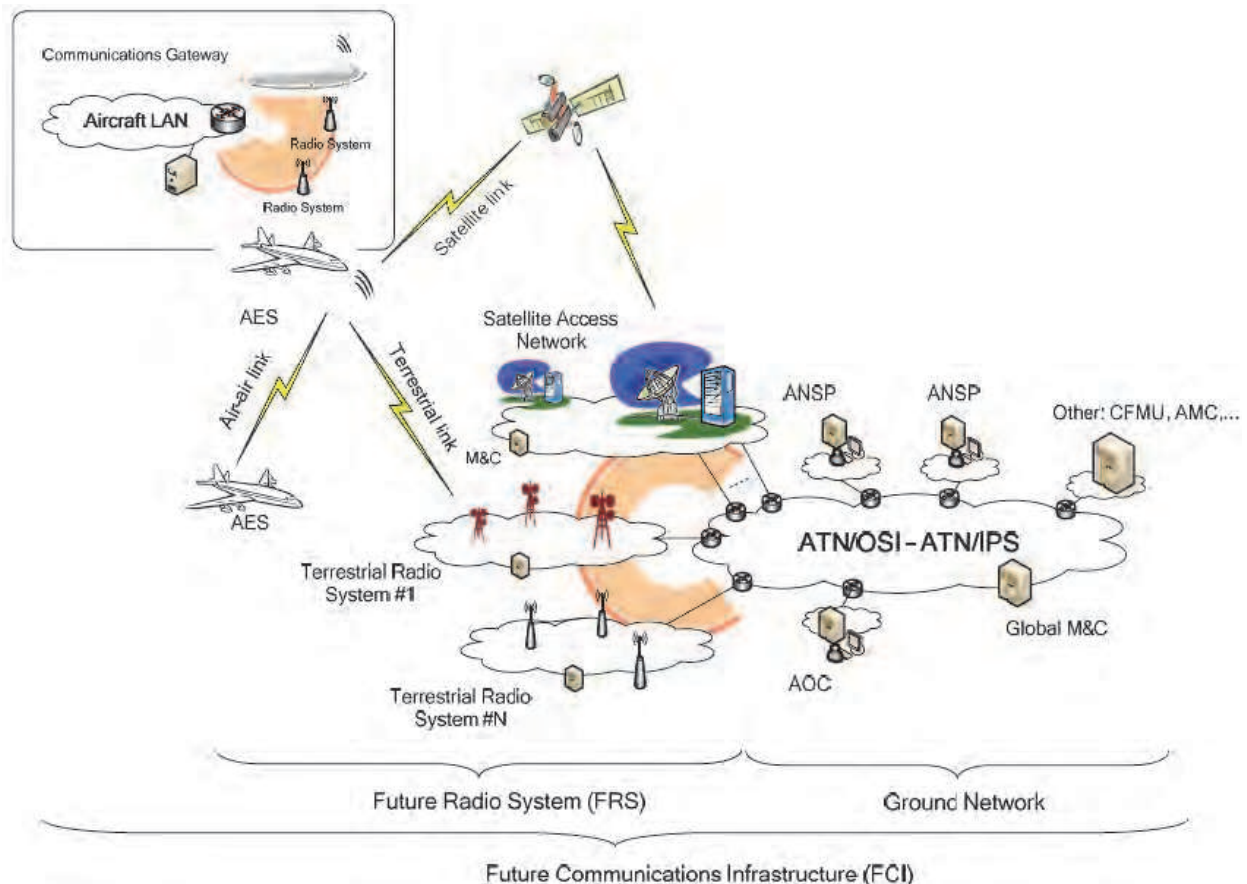 Communications Gateway
Aircraft LAN
Radio System
Radio System
Satellite link
AES
Air-air link
Terrestrial link
AES
Satellite Access
Network
M&C
ANSP
ANSP
Other: CFMU, AMC,...
ATN/OSI – ATN/IPS
Terrestrial Radio
System #1
Global M&C
AOC
Terrestrial Radio
System #N
Future Radio System (FRS)
Ground Network
Future Communications Infrastructure (FCI)